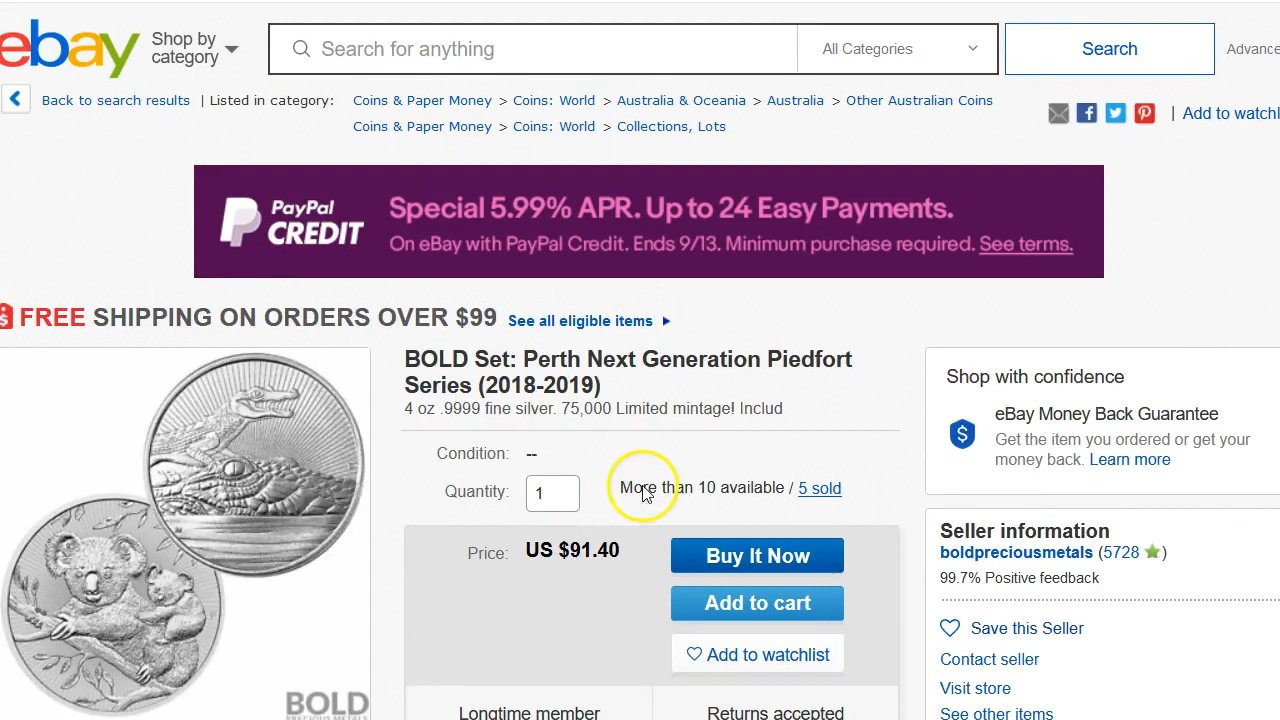 ebay
Shop by
category
Search for anything
All Categories
Search
Back to search results | Listed in category:
Coins & Paper Money > Coins: World > Australia & Oceania > Australia > Other Australian Coins
Coins & Paper Money > Coins: World > Collections, Lots
| Add to watchl
PayPal
CREDIT
Special 5.99% APR. Up to 24 Easy Payments.
On eBay with PayPal Credit. Ends 9/13. Minimum purchase required. See terms.
FREE SHIPPING ON ORDERS OVER $99 See all eligible items
BOLD Set: Perth Next Generation Piedfort
Series (2018-2019)
4 oz .9999 fine silver. 75,000 Limited mintage! Includ
Condition: --
Quantity: 1 More than 10 available / 5 sold
Price: US $91.40
Buy It Now
Add to cart
Add to watchlist
Longtime member
Returns accepted
BOLD
PRECIOUS METALS
Shop with confidence
eBay Money Back Guarantee
Get the item you ordered or get your
money back. Learn more
Seller information
boldpreciousmetals (5728 )
99.7% Positive feedback
Save this Seller
Contact seller
Visit store
See other items